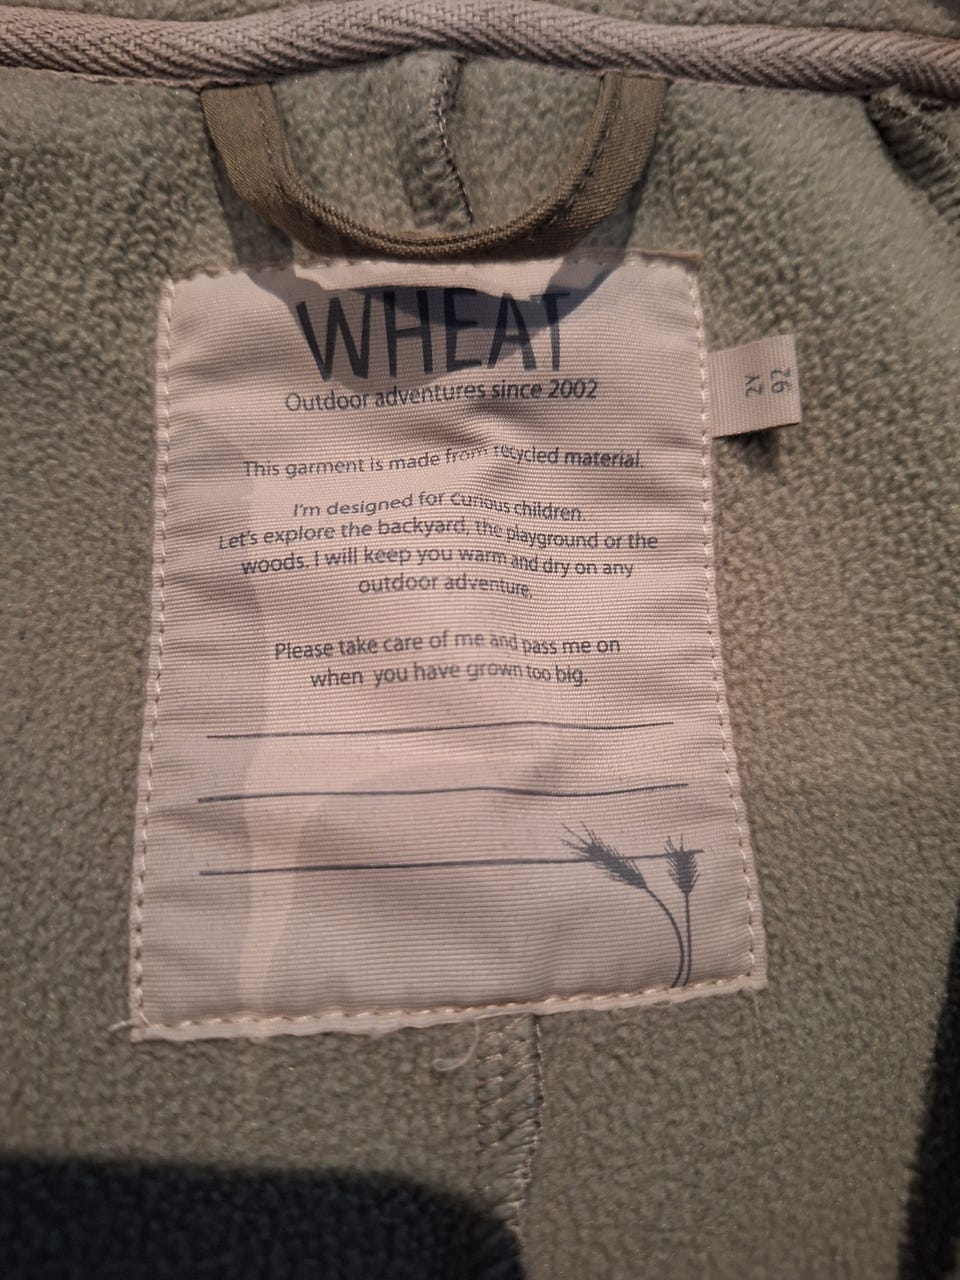 WHEAT
Outdoor adventures since 2002
This garment is made from recycled material.
I'm designed for curious children.
Let's explore the backyard, the playground or the
woods. I will keep you warm and dry on any
outdoor adventure.
Please take care of me and pass me on
when you have grown too big.
2Y
92